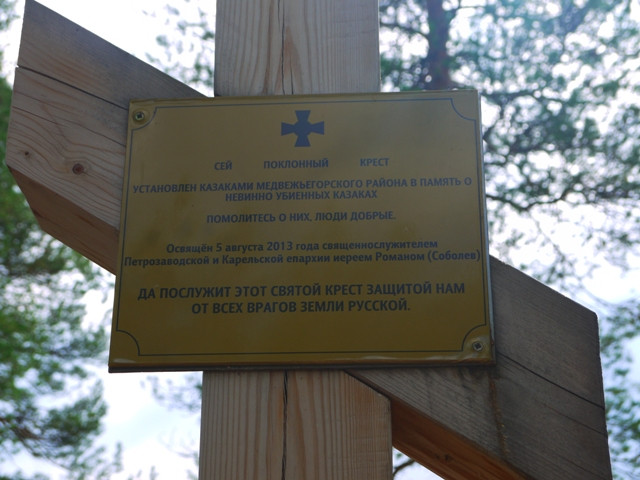 СЕЙ ПОКЛОННЫЙ КРЕСТ
УСТАНОВЛЕН КАЗАКАМИ МЕДВЕЖЬЕГОРСКОГО РАЙОНА В ПАМЯТЬ О
НЕВИННО УБИЕННЫХ КАЗАКАХ
ПОМОЛИТЕСЬ О НИХ, ЛЮДИ ДОБРЫЕ.
Освящён 5 августа 2013 года священнослужителем
Петрозаводской и Карельской епархии иереем Романом (Соболев)
ДА ПОСЛУЖИТ ЭТОТ СВЯТОЙ КРЕСТ ЗАЩИТОЙ НАМ
ОТ ВСЕХ ВРАГОВ ЗЕМЛИ РУССКОЙ.